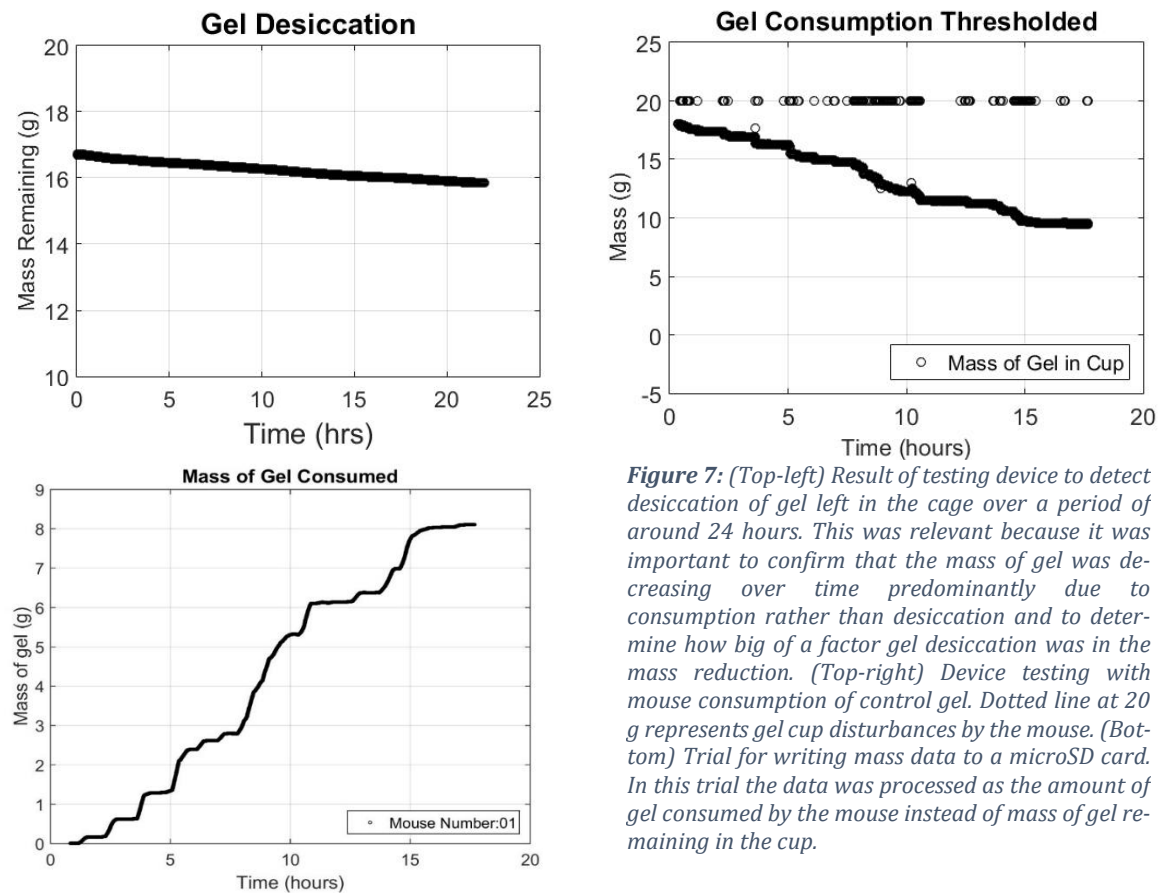 Gel Desiccation
20
18
16
14
12
10
Mass Remaining (g)
0 5 10 15 20 25
Time (hrs)
Gel Consumption Thresholded
25
20
15
10
5
0
-5
Mass (g)
Mass of Gel in Cup
0 5 10 15 20
Time (hours)
Mass of Gel Consumed
9
8
7
6
5
4
3
2
1
0
Mass of gel (g)
Mouse Number:01
0 5 10 15 20
Time (hours)
Figure 7: (Top-left) Result of testing device to detect
desiccation of gel left in the cage over a period of
around 24 hours. This was relevant because it was
important to confirm that the mass of gel was de-
creasing over time predominantly due to
consumption rather than desiccation and to deter-
mine how big of a factor gel desiccation was in the
mass reduction. (Top-right) Device testing with
mouse consumption of control gel. Dotted line at 20
g represents gel cup disturbances by the mouse. (Bot-
tom) Trial for writing mass data to a microSD card.
In this trial the data was processed as the amount of
gel consumed by the mouse instead of mass of gel re-
maining in the cup.